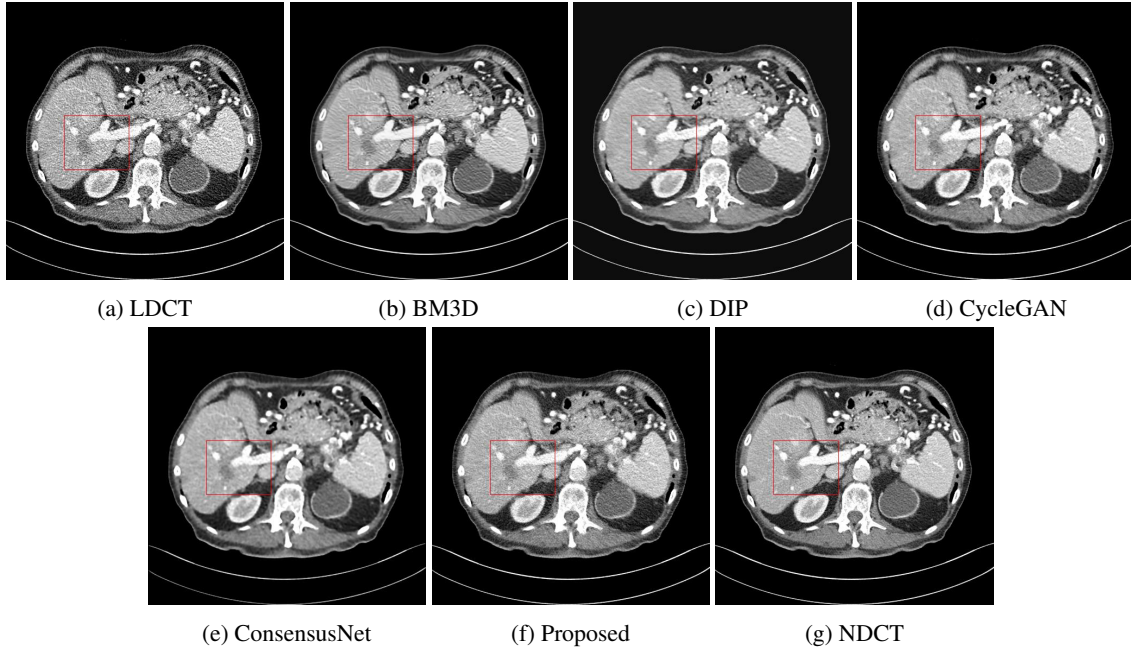 (a) LDCT
(b) BM3D
(c) DIP
(d) CycleGAN
(e) ConsensusNet
(f) Proposed
(g) NDCT